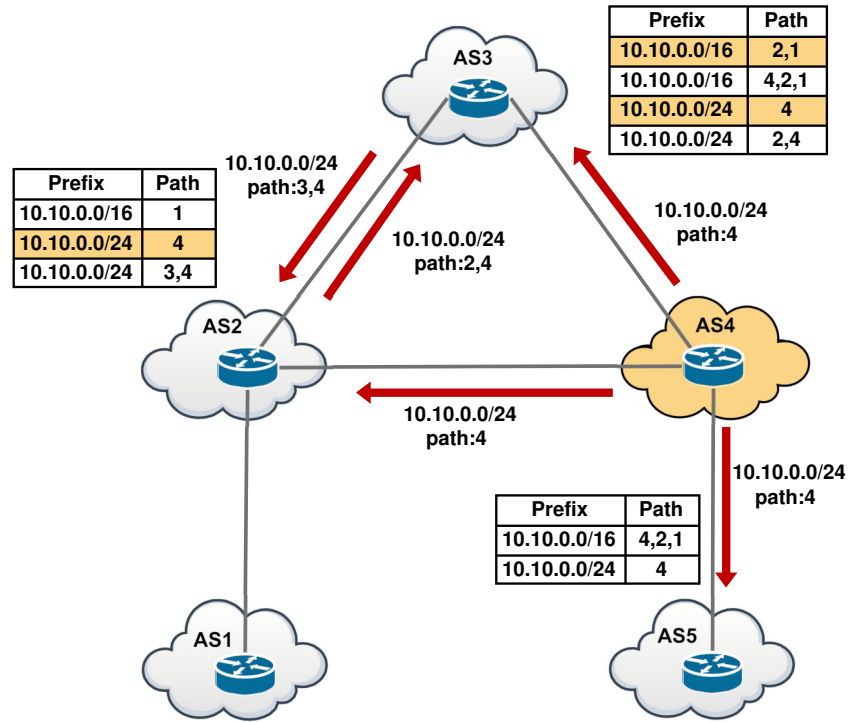 AS3
Prefix Path
10.10.0.0/16 2,1
10.10.0.0/16 4,2,1
10.10.0.0/24 4
10.10.0.0/24 2,4
10.10.0.0/24
path:3,4
Prefix Path
10.10.0.0/16 1
10.10.0.0/24 4
10.10.0.0/24 3,4
10.10.0.0/24
path:2,4
10.10.0.0/24
path:4
AS2
AS4
10.10.0.0/24
path:4
10.10.0.0/24
path:4
Prefix Path
10.10.0.0/16 4,2,1
10.10.0.0/24 4
AS1
AS5